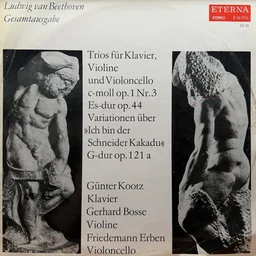 Ludwig van Beethoven
Gesamtausgabe
ETERNA
STEREO
Trios für Klavier,
Violine
und Violoncello
c-moll op. 1 Nr. 3
Es-dur op. 44
Variationen über
»Ich bin der
Schneider Kakadu«
G-dur op. 121 a
Günter Kootz
Klavier
Gerhard Bosse
Violine
Friedemann Erben
Violoncello